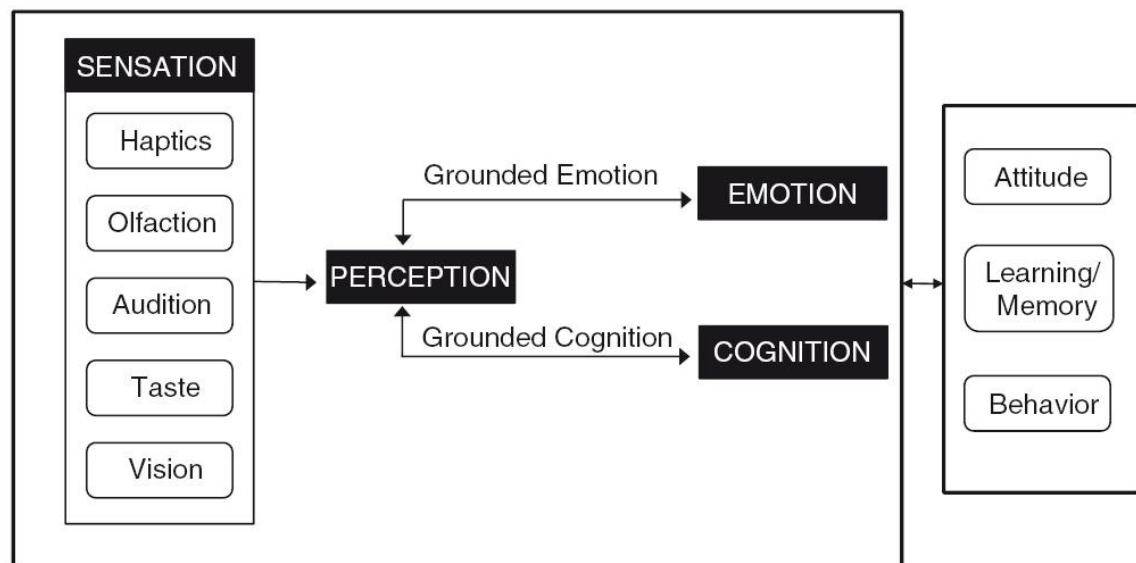 SENSATION
Haptics
Olfaction
Audition
Taste
Vision
PERCEPTION
Grounded Emotion
EMOTION
Grounded Cognition
COGNITION
Attitude
Learning/
Memory
Behavior